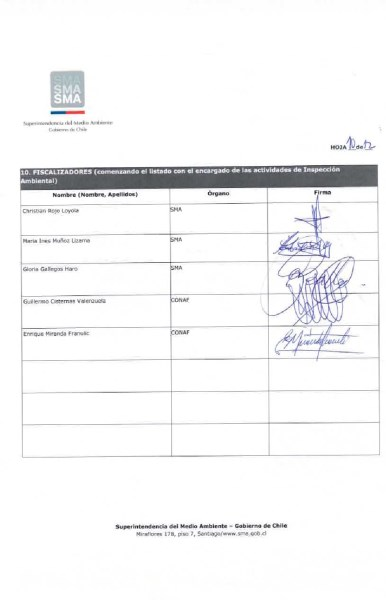 SMA
SMA
SMA
Superintendencia del Medio Ambiente
Gobierno de Chile
HOJA 10 de 12
10. FISCALIZADORES (comenzando el listado con el encargado de las actividades de Inspección
Ambiental)
Nombre (Nombre, Apellidos) Órgano Firma
Christian Rojo Loyola SMA
María Ines Muñoz Lizama SMA
Gloria Gallegos Haro SMA
Guillermo Cisternas Valenzuela CONAF
Enrique Miranda Franulic CONAF
Superintendencia del Medio Ambiente – Gobierno de Chile
Miraflores 178, piso 7, Santiago/www.sma.gob.cl